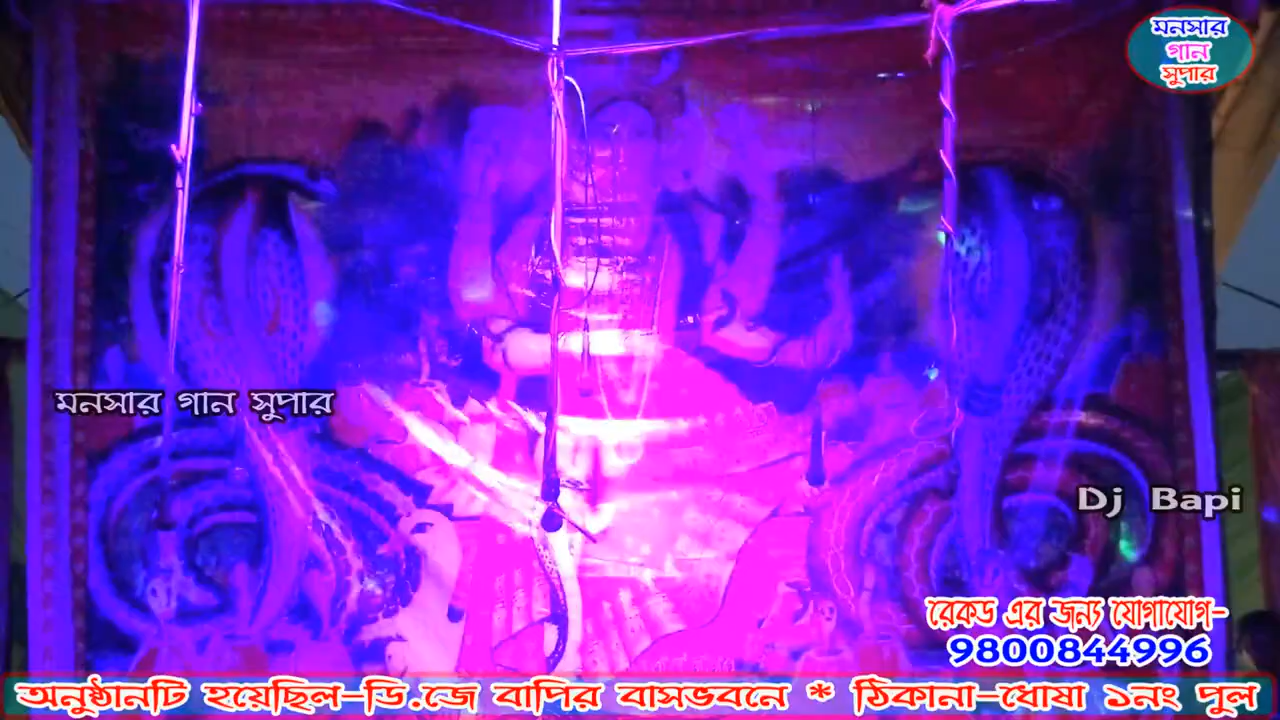 মনসার
গান
সুপার
মনসার গান সুপার
Dj Bapi
রেকড এর জন্য যোগাযোগ-
9800844996
অনুষ্ঠানটি হয়েছিল-ডি.জে বাপির বাসভবনে * ঠিকানা-ধোষা ১নং পুল